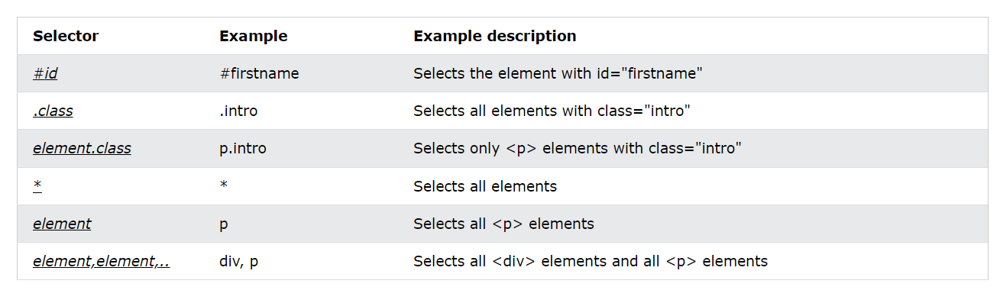 Selector Example Example description
#id #firstname Selects the element with id="firstname"
.class .intro Selects all elements with class="intro"
element.class p.intro Selects only <p> elements with class="intro"
* * Selects all elements
element p Selects all <p> elements
element,element,.. div, p Selects all <div> elements and all <p> elements